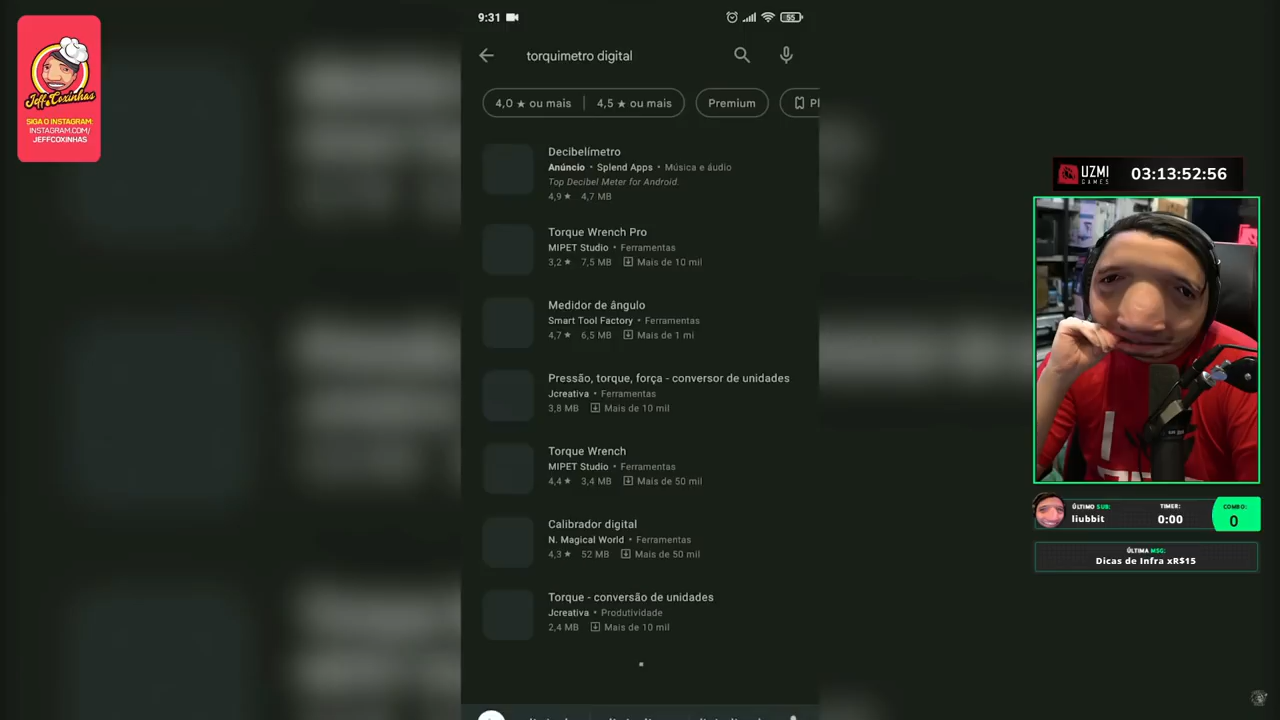 Jeff Coxinhas
SIGA O INSTAGRAM:
INSTAGRAM.COM/
JEFFCOXINHAS
9:31
55
torquimetro digital
4,0 ★ ou mais
4,5 ★ ou mais
Premium
Pl
Decibelímetro
Anúncio • Splend Apps • Música e áudio
Top Decibel Meter for Android.
4,9 ★ 4,7 MB
Torque Wrench Pro
MIPET Studio • Ferramentas
3,2 ★ 7,5 MB Mais de 10 mil
Medidor de ângulo
Smart Tool Factory • Ferramentas
4,7 ★ 6,5 MB Mais de 1 mi
Pressão, torque, força - conversor de unidades
Jcreativa • Ferramentas
3,8 MB Mais de 10 mil
Torque Wrench
MIPET Studio • Ferramentas
4,4 ★ 3,4 MB Mais de 50 mil
Calibrador digital
N. Magical World • Ferramentas
4,3 ★ 52 MB Mais de 50 mil
Torque - conversão de unidades
Jcreativa • Produtividade
2,4 MB Mais de 10 mil
UZMI
GAMES
03:13:52:56
ÚLTIMO SUB:
liubbit
TIMER:
0:00
COMBO:
0
ÚLTIMA MSG:
Dicas de Infra xR$15